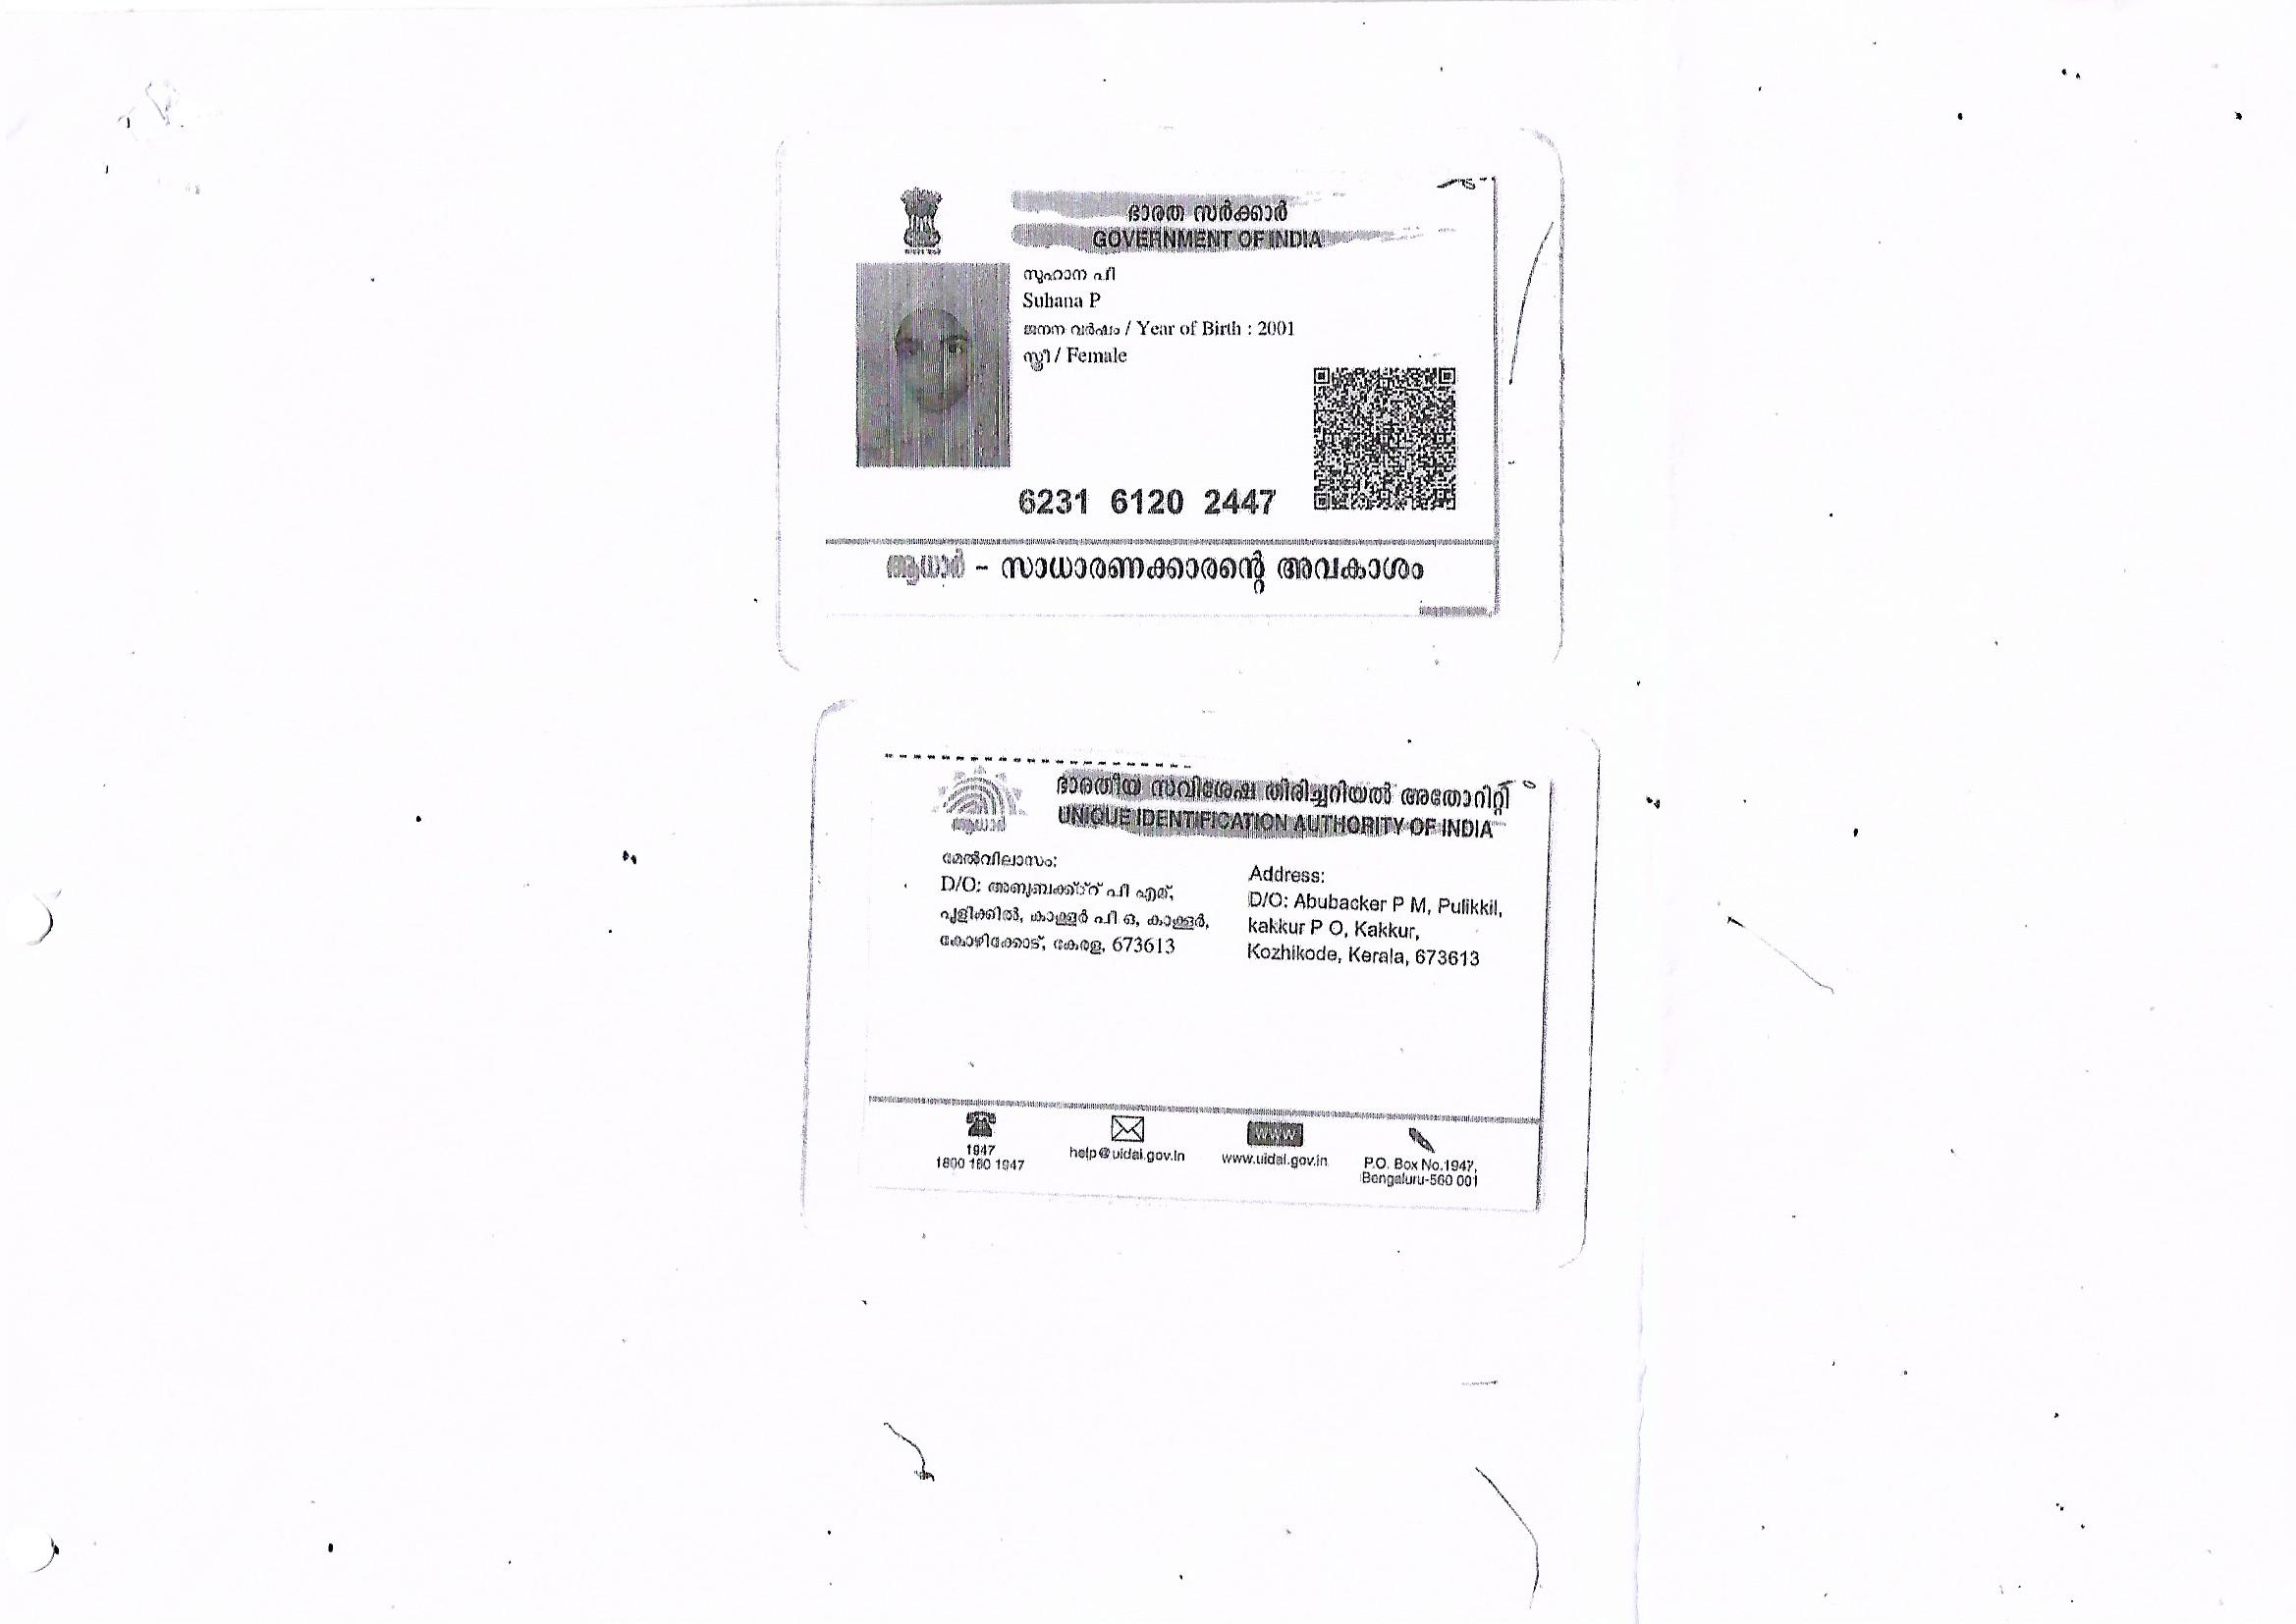 ഭാരത സർക്കാർ
GOVERNMENT OF INDIA
സുഹാന പി
Suhana P
ജനന വർഷം / Year of Birth : 2001
സ്ത്രീ / Female
6231 6120 2447
ആധാർ - സാധാരണക്കാരന്റെ അവകാശം
ഭാരതീയ സവിശേഷ തിരിച്ചറിയൽ അതോറിറ്റി
UNIQUE IDENTIFICATION AUTHORITY OF INDIA
ആധാർ
മേൽവിലാസം:
D/O: പി എമ്,
പുളിക്കിൽ, കാക്കൂർ പി ഒ, കാക്കൂർ,
കോഴിക്കോട്, കേരള, 673613
Address:
D/O: Abubacker P M, Pulikkil,
kakkur P O, Kakkur,
Kozhikode, Kerala, 673613
1947
1800 180 1947
help@uidai.gov.in
WWW
www.uidai.gov.in
P.O. Box No.1947,
Bengaluru-560 001